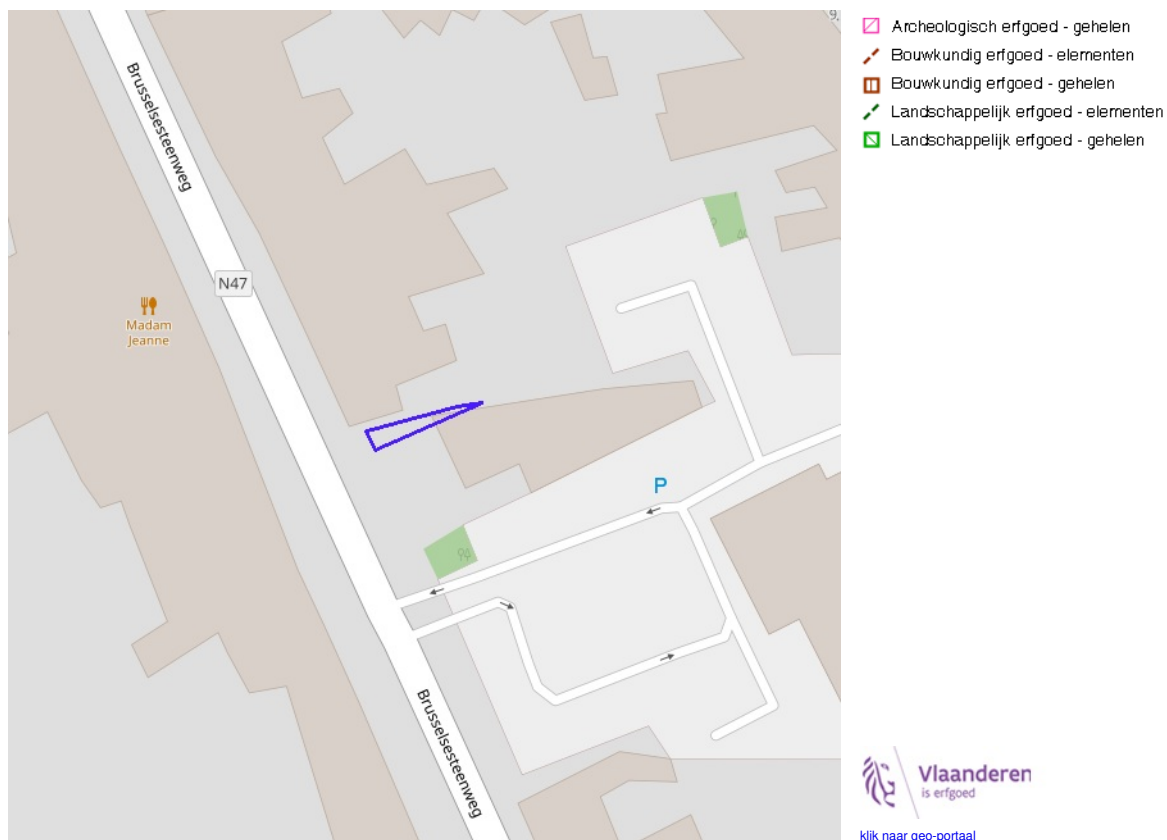 9.
Brusselsesteenweg
N47
Madam
Jeanne
P
Brusselsesteenweg
Archeologisch erfgoed - gehelen
Bouwkundig erfgoed - elementen
Bouwkundig erfgoed - gehelen
Landschappelijk erfgoed - elementen
Landschappelijk erfgoed - gehelen
Vlaanderen
is erfgoed
klik naar geo-portaal